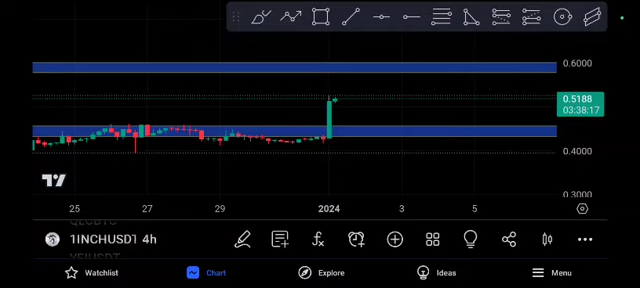 0.6000
0.5188
03:38:17
0.4000
0.3000
25 27 29 2024 3 5
1INCHUSDT 4h
Watchlist Chart Explore Ideas Menu